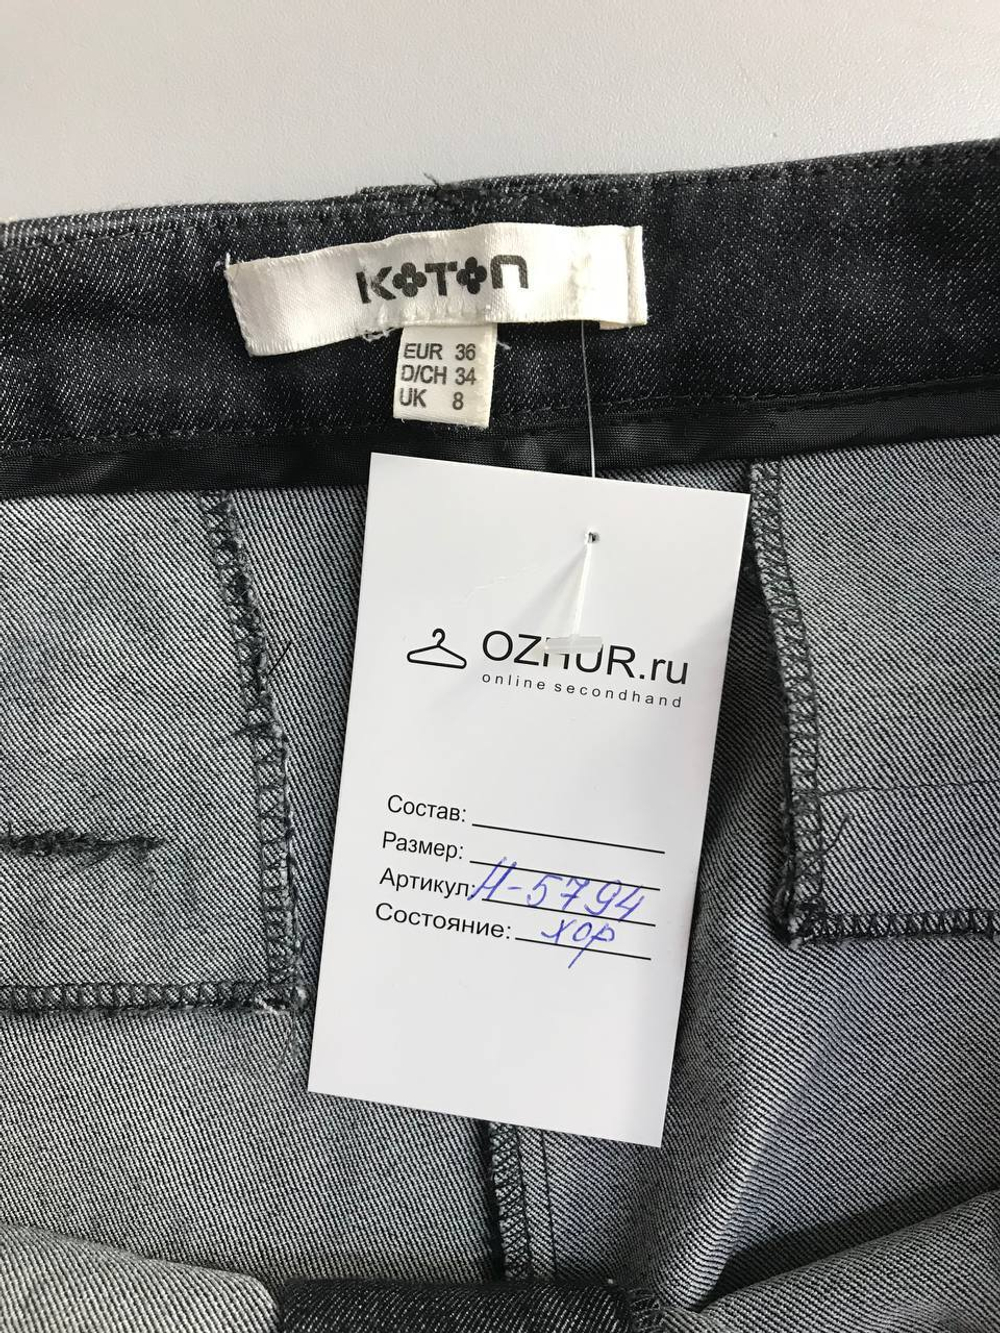 KOTON
EUR 36
D/CH 34
UK 8
OZHUR.ru
online secondhand
Состав:
Размер:
Артикул: Н-5794
Состояние: хор